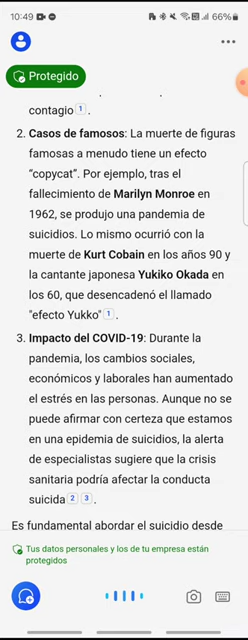 10:49
66%
Protegido
contagio 1 .
2. Casos de famosos: La muerte de figuras
famosas a menudo tiene un efecto
“copycat”. Por ejemplo, tras el
fallecimiento de Marilyn Monroe en
1962, se produjo una pandemia de
suicidios. Lo mismo ocurrió con la
muerte de Kurt Cobain en los años 90 y
la cantante japonesa Yukiko Okada en
los 60, que desencadenó el llamado
"efecto Yukko" 1 .
3. Impacto del COVID-19: Durante la
pandemia, los cambios sociales,
económicos y laborales han aumentado
el estrés en las personas. Aunque no se
puede afirmar con certeza que estamos
en una epidemia de suicidios, la alerta
de especialistas sugiere que la crisis
sanitaria podría afectar la conducta
suicida 2 3 .
Es fundamental abordar el suicidio desde
Tus datos personales y los de tu empresa están
protegidos